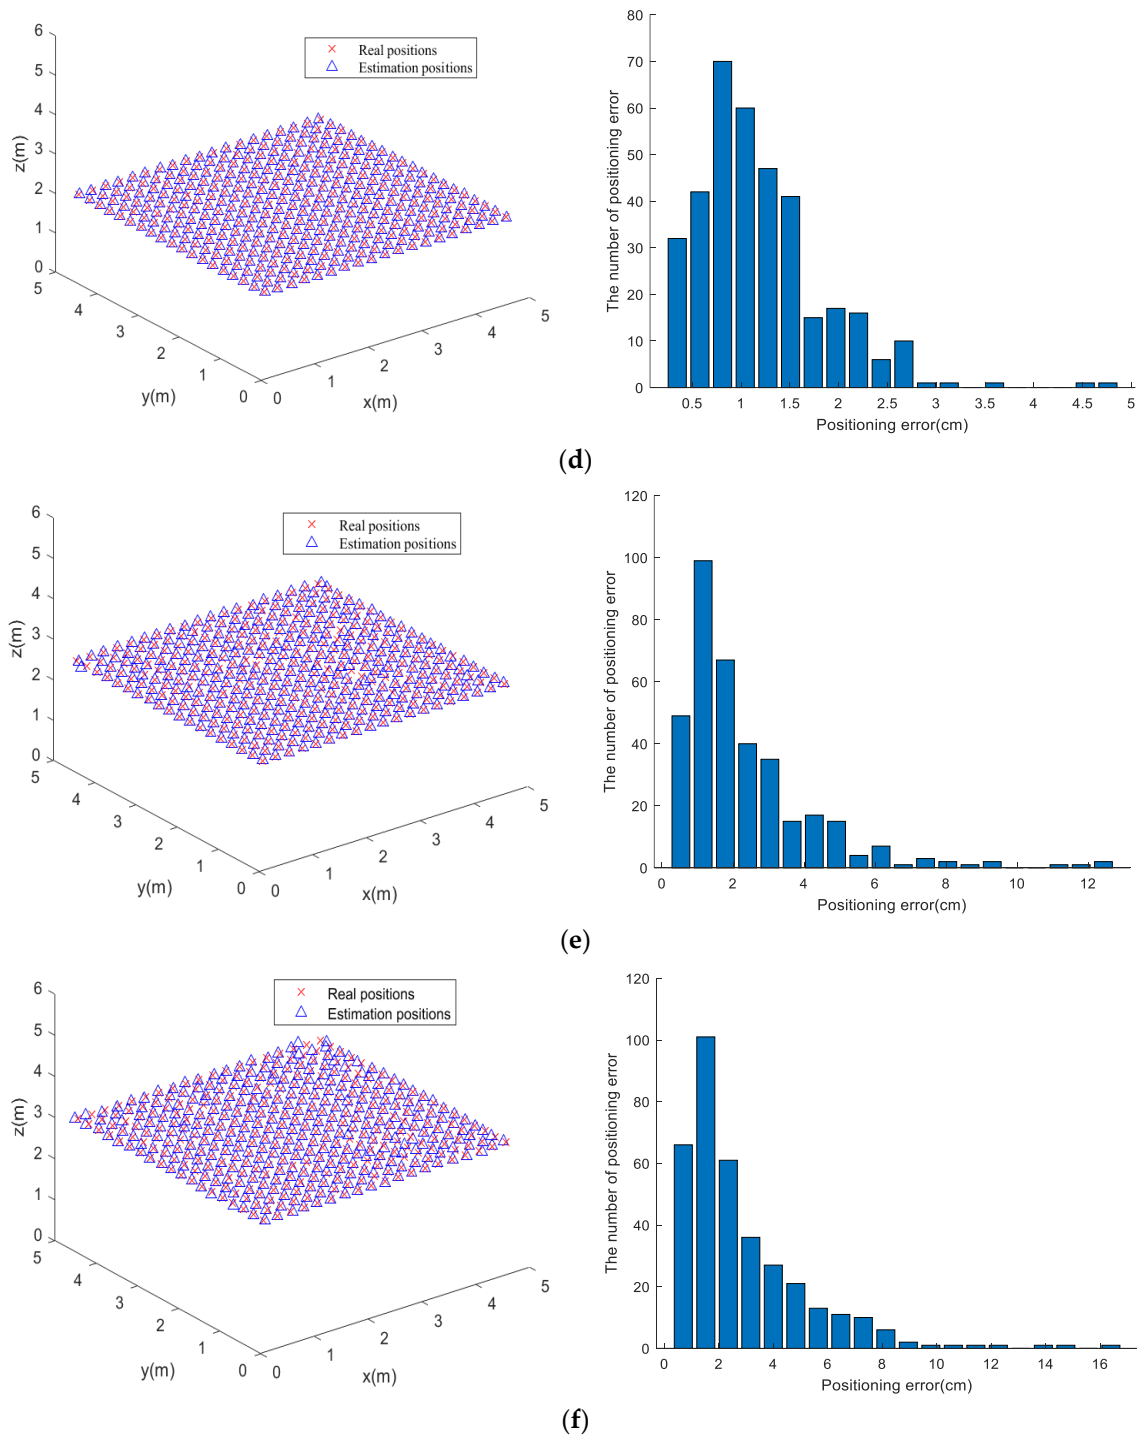 6
5
4
3
2
1
0
z(m)
× Real positions
△ Estimation positions
5
4
3
2
1
0
y(m)
0
1
2
3
4
5
x(m)
80
70
60
50
40
30
20
10
0
The number of positioning error
0.5 1 1.5 2 2.5 3 3.5 4 4.5 5
Positioning error(cm)
(d)
6
5
4
3
2
1
0
z(m)
× Real positions
△ Estimation positions
5
4
3
2
1
0
y(m)
0
1
2
3
4
5
x(m)
120
100
80
60
40
20
0
The number of positioning error
0 2 4 6 8 10 12
Positioning error(cm)
(e)
6
5
4
3
2
1
0
z(m)
× Real positions
△ Estimation positions
5
4
3
2
1
0
y(m)
0
1
2
3
4
5
x(m)
120
100
80
60
40
20
0
The number of positioning error
0 2 4 6 8 10 12 14 16
Positioning error(cm)
(f)